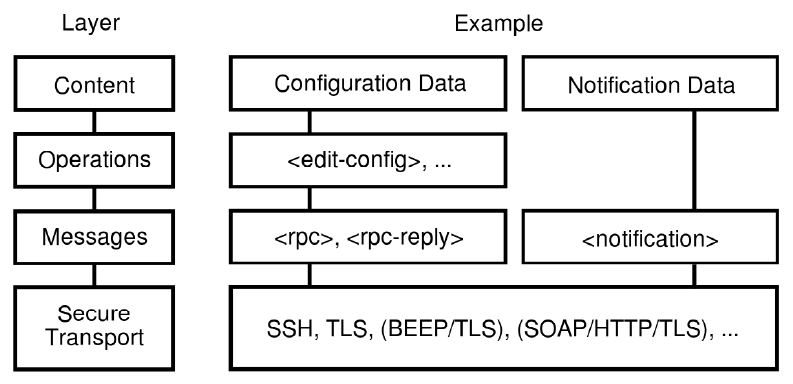 Layer Example
Content Configuration Data Notification Data
Operations <edit-config>, ...
Messages <rpc>, <rpc-reply> <notification>
Secure
Transport
SSH, TLS, (BEEP/TLS), (SOAP/HTTP/TLS), ...